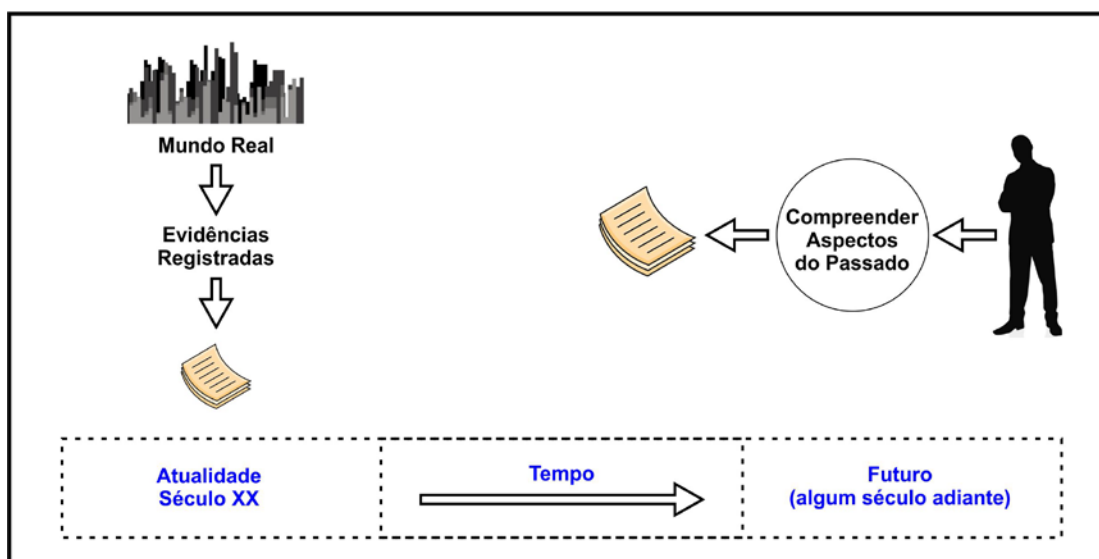 Mundo Real
Evidências
Registradas
Compreender
Aspectos
do Passado
Atualidade
Século XX
Tempo
Futuro
(algum século adiante)